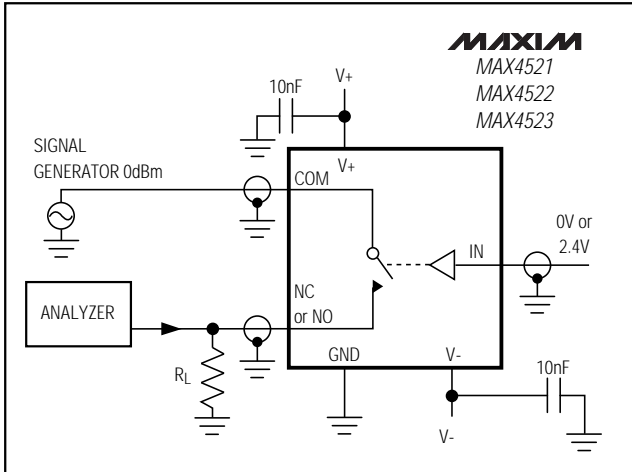 MAXIM
MAX4521
MAX4522
MAX4523
V+
10nF
SIGNAL
GENERATOR 0dBm
V+
COM
0V or
2.4V
IN
NC
or NO
ANALYZER
GND
V-
10nF
RL
V-